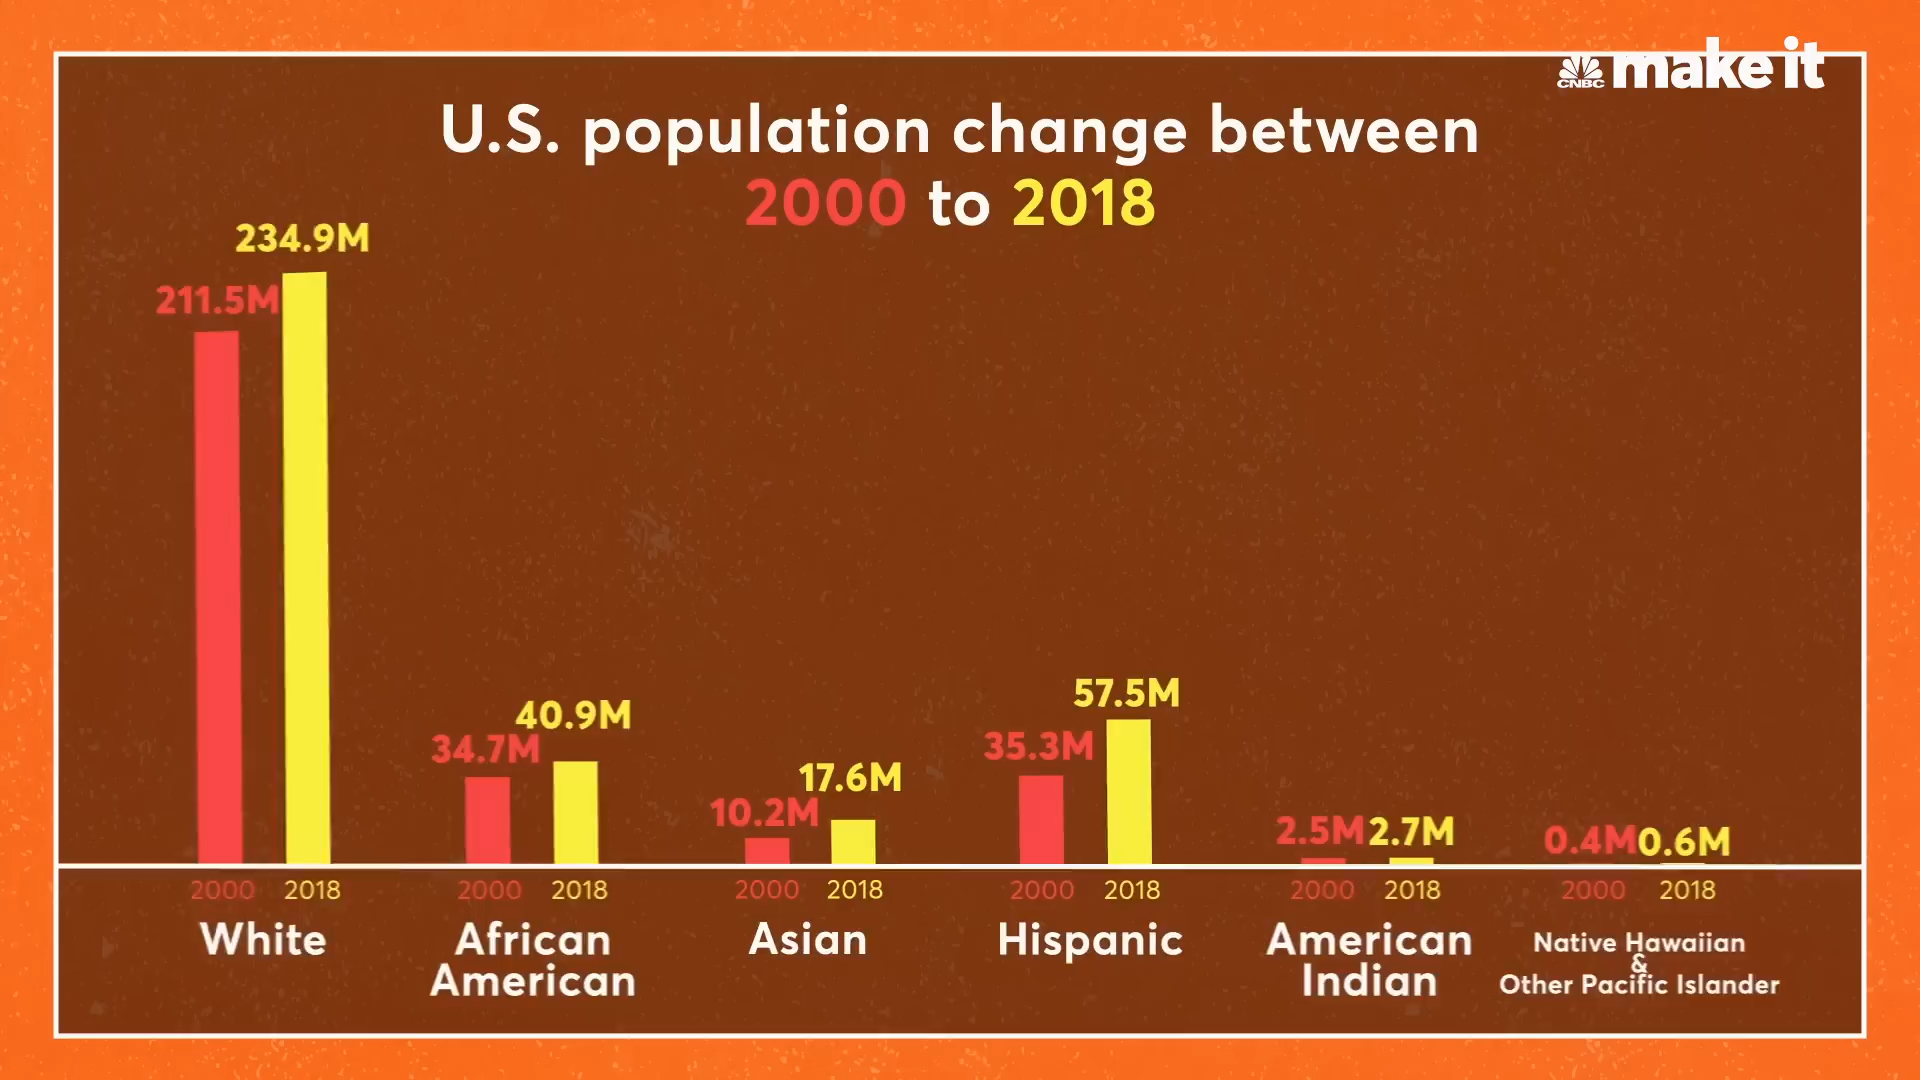 CNBC make it
U.S. population change between
2000 to 2018
234.9M
211.5M
57.5M
40.9M
35.3M
34.7M
17.6M
10.2M
2.5M 2.7M
0.4M 0.6M
2000 2018 2000 2018 2000 2018 2000 2018 2000 2018 2000 2018
White
African
American
Asian
Hispanic
American
Indian
Native Hawaiian
&
Other Pacific Islander